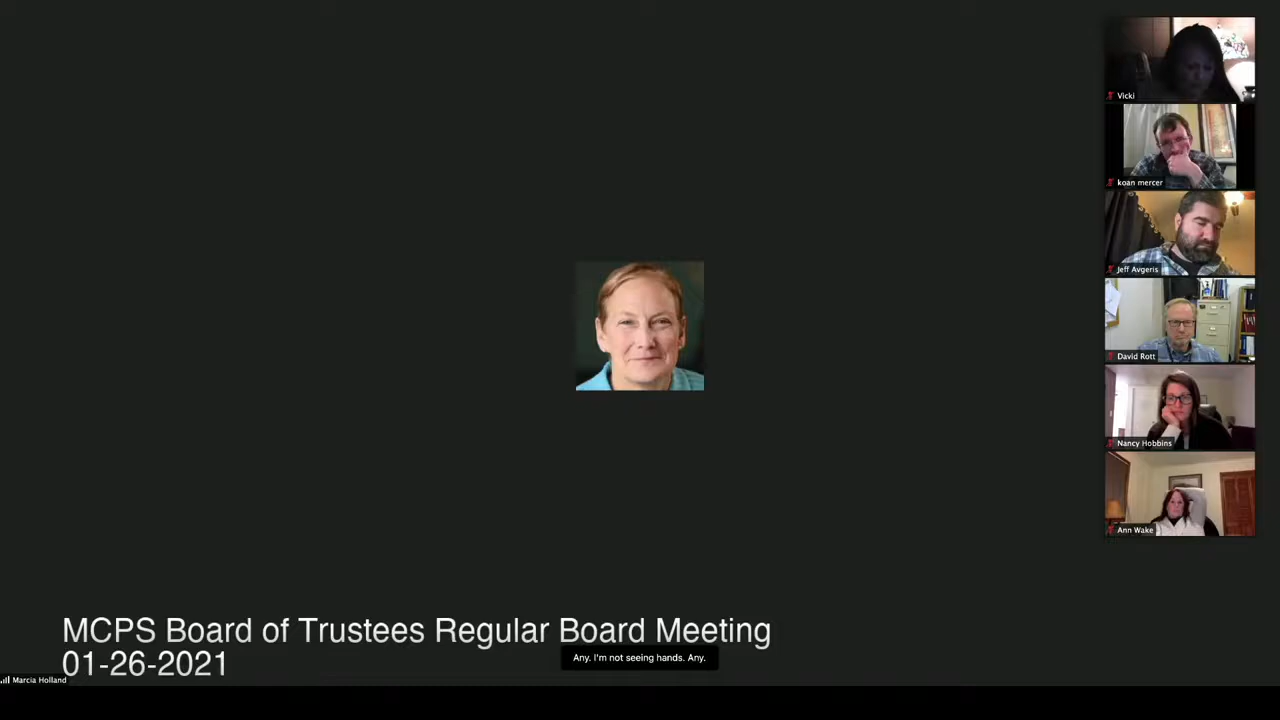 Vicki
koan mercer
Jeff Avgeris
David Rott
Nancy Hobbins
Ann Wake
MCPS Board of Trustees Regular Board Meeting
01-26-2021
Any. I'm not seeing hands. Any.
Marcia Holland